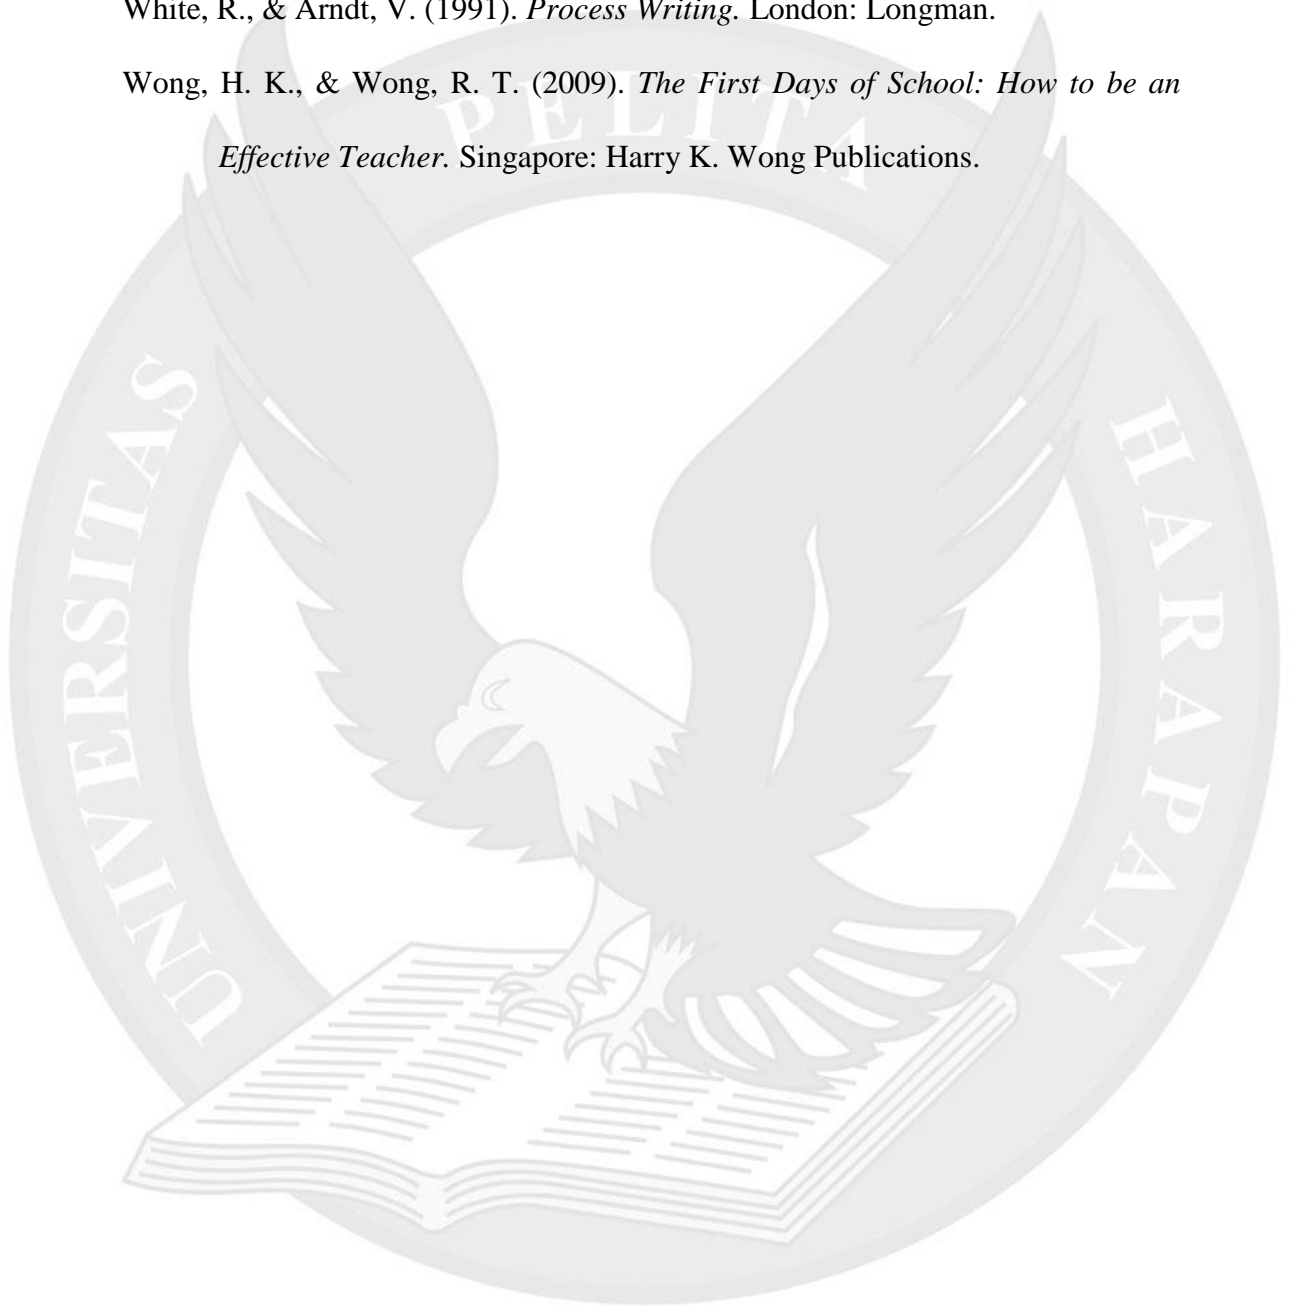 White, R., & Arndt, V. (1991). Process Writing. London: Longman.
Wong, H. K., & Wong, R. T. (2009). The First Days of School: How to be an
Effective Teacher. Singapore: Harry K. Wong Publications.
UNIVERSITAS PELITA HARAPAN